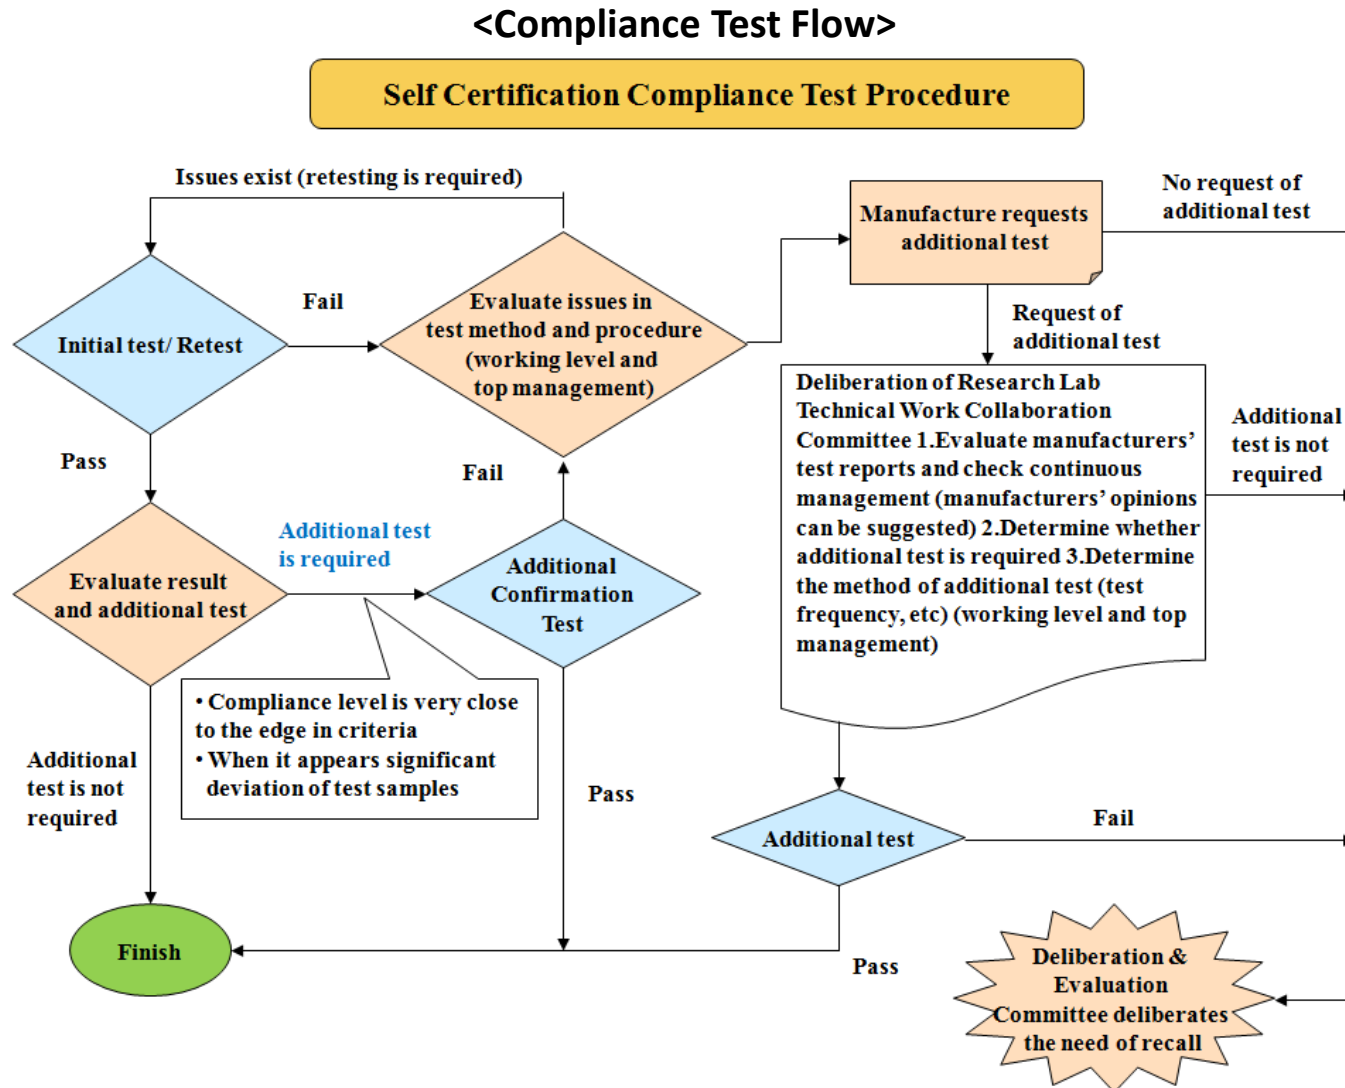 <Compliance Test Flow>
Self Certification Compliance Test Procedure
Issues exist (retesting is required)
No request of
additional test
Manufacture requests
additional test
Initial test/ Retest
Fail
Evaluate issues in
test method and procedure
(working level and
top management)
Request of
additional test
Deliberation of Research Lab
Technical Work Collaboration
Committee 1.Evaluate manufacturers’
test reports and check continuous
management (manufacturers’ opinions
can be suggested) 2.Determine whether
additional test is required 3.Determine
the method of additional test (test
frequency, etc) (working level and top
management)
Additional
test is not
required
Pass
Fail
Evaluate result
and additional test
Additional test
is required
Additional
Confirmation
Test
• Compliance level is very close
to the edge in criteria
• When it appears significant
deviation of test samples
Additional
test is not
required
Pass
Additional test
Fail
Finish
Pass
Deliberation &
Evaluation
Committee deliberates
the need of recall